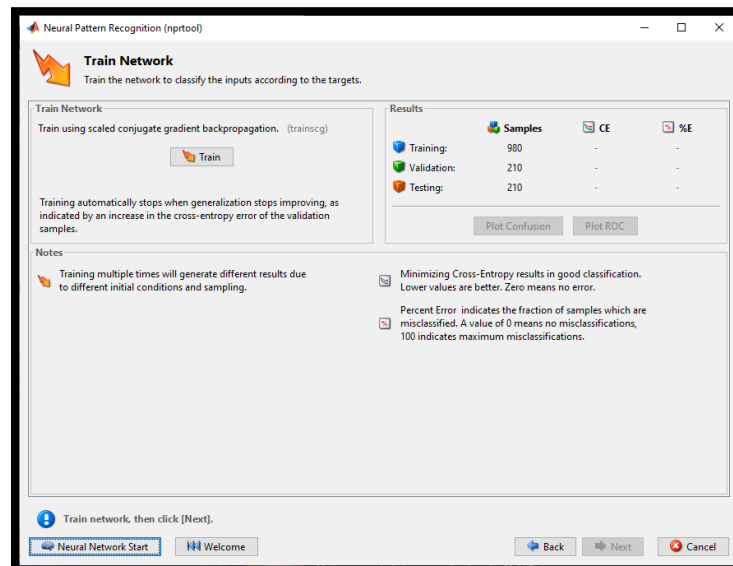 Neural Pattern Recognition (nprtool)
Train Network
Train the network to classify the inputs according to the targets.
Train Network
Train using scaled conjugate gradient backpropagation. (trainscg)
Train
Training automatically stops when generalization stops improving, as
indicated by an increase in the cross-entropy error of the validation
samples.
Results
Samples CE %E
Training: 980 - -
Validation: 210 - -
Testing: 210 - -
Plot Confusion Plot ROC
Notes
Training multiple times will generate different results due
to different initial conditions and sampling.
Minimizing Cross-Entropy results in good classification.
Lower values are better. Zero means no error.
Percent Error indicates the fraction of samples which are
misclassified. A value of 0 means no misclassifications,
100 indicates maximum misclassifications.
Train network, then click [Next].
Neural Network Start Welcome Back Next Cancel